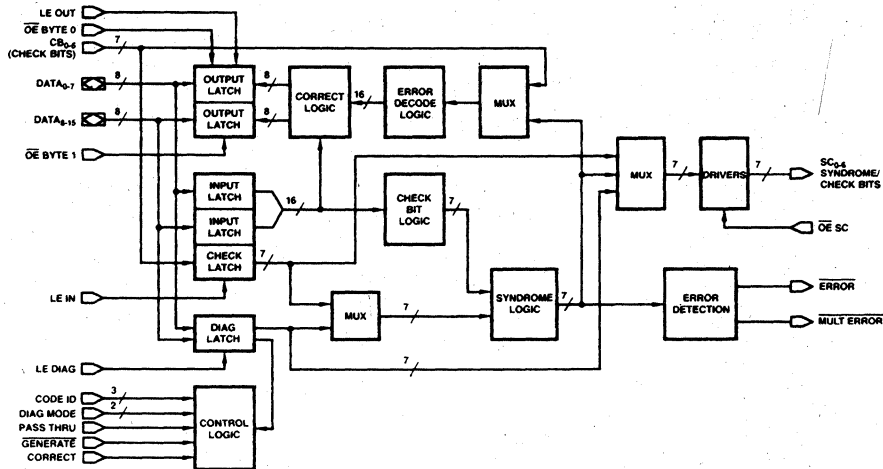 LE OUT
OE BYTE 0
CB0-6
(CHECK BITS)
7
DATA0-7
8
DATA8-15
8
OE BYTE 1
OUTPUT
LATCH
OUTPUT
LATCH
8
8
CORRECT
LOGIC
16
ERROR
DECODE
LOGIC
MUX
INPUT
LATCH
INPUT
LATCH
CHECK
LATCH
16
7
CHECK
BIT
LOGIC
7
MUX
7
DRIVERS
7
SC0-6
SYNDROME/
CHECK BITS
OE SC
LE IN
MUX
7
SYNDROME
LOGIC
7
ERROR
DETECTION
ERROR
MULT ERROR
DIAG
LATCH
7
LE DIAG
CODE ID
3
DIAG MODE
2
PASS THRU
GENERATE
CORRECT
CONTROL
LOGIC